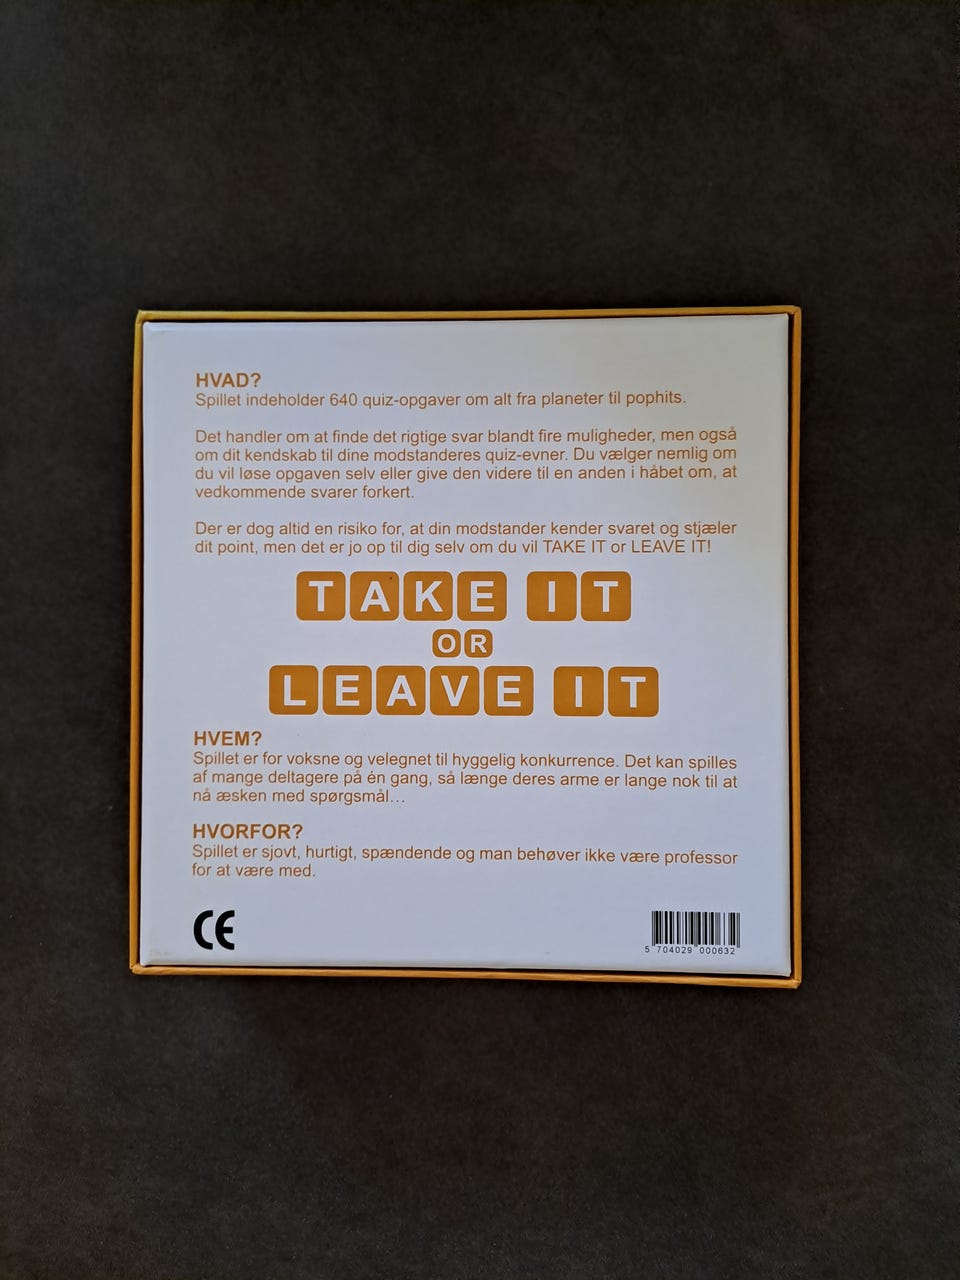 HVAD?
Spillet indeholder 640 quiz-opgaver om alt fra planeter til pophits.
Det handler om at finde det rigtige svar blandt fire muligheder, men også
om dit kendskab til dine modstanderes quiz-evner. Du vælger nemlig om
du vil løse opgaven selv eller give den videre til en anden i håbet om, at
vedkommende svarer forkert.
Der er dog altid en risiko for, at din modstander kender svaret og stjæler
dit point, men det er jo op til dig selv om du vil TAKE IT or LEAVE IT!
TAKE IT
OR
LEAVE IT
HVEM?
Spillet er for voksne og velegnet til hyggelig konkurrence. Det kan spilles
af mange deltagere på én gang, så længe deres arme er lange nok til at
nå æsken med spørgsmål...
HVORFOR?
Spillet er sjovt, hurtigt, spændende og man behøver ikke være professor
for at være med.
CE
5 704029 000632